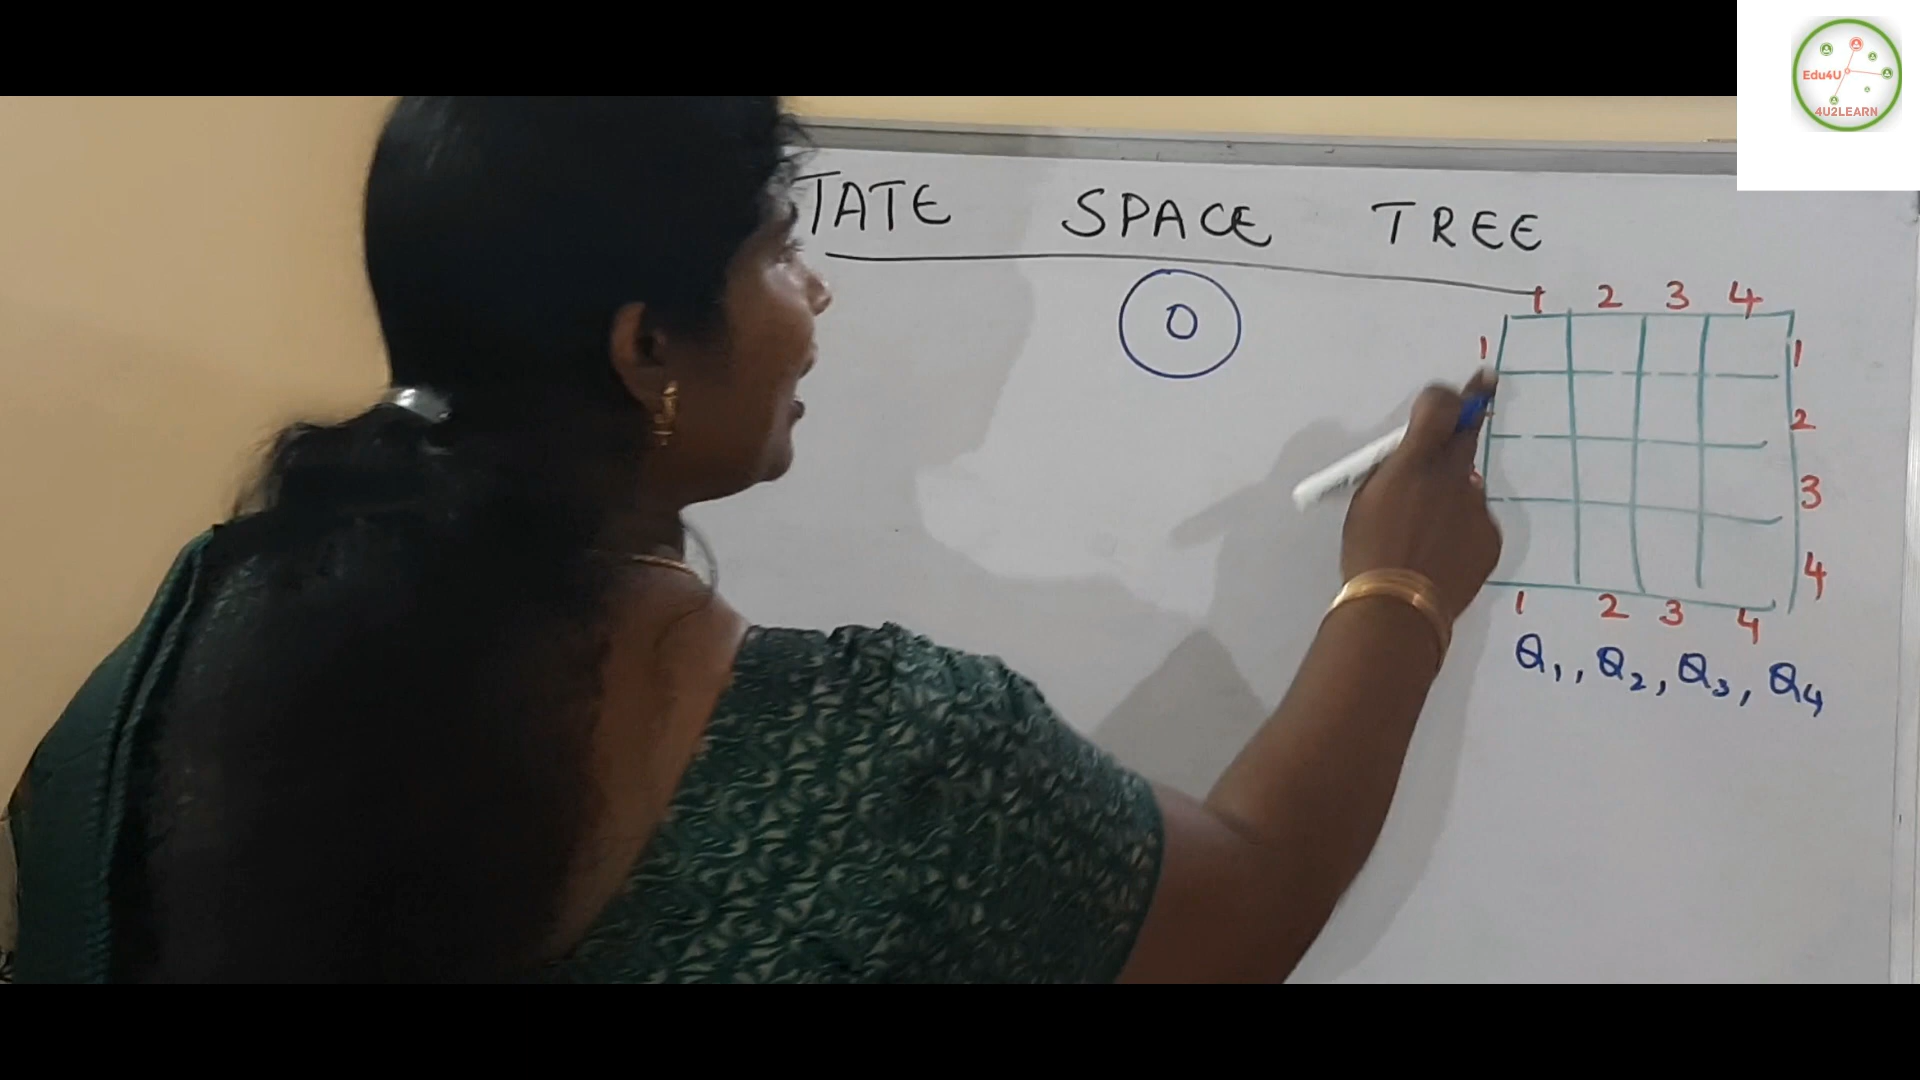 Edu4U
4U2LEARN
TATE SPACE TREE
0
1 2 3 4
1 1
2
3
4
1 2 3 4
Q1, Q2, Q3, Q4